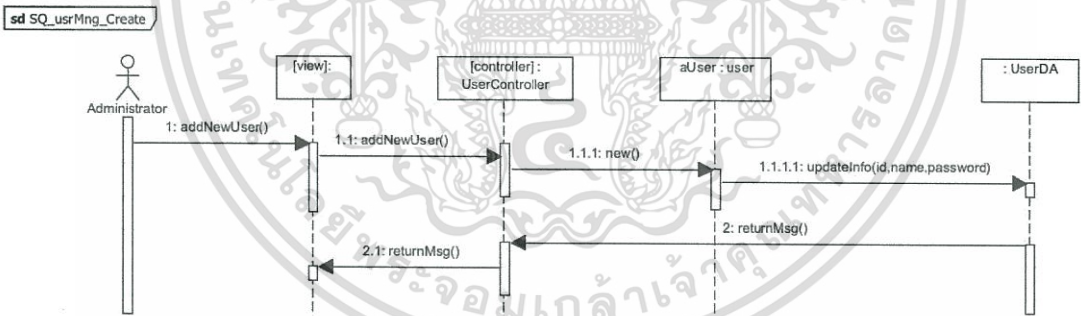 sd SQ_usrMng_Create
Administrator
[view]:
[controller] :
UserController
aUser : user
: UserDA
1: addNewUser()
1.1: addNewUser()
1.1.1: new()
1.1.1.1: updateInfo(id,name,password)
2: returnMsg()
2.1: returnMsg()